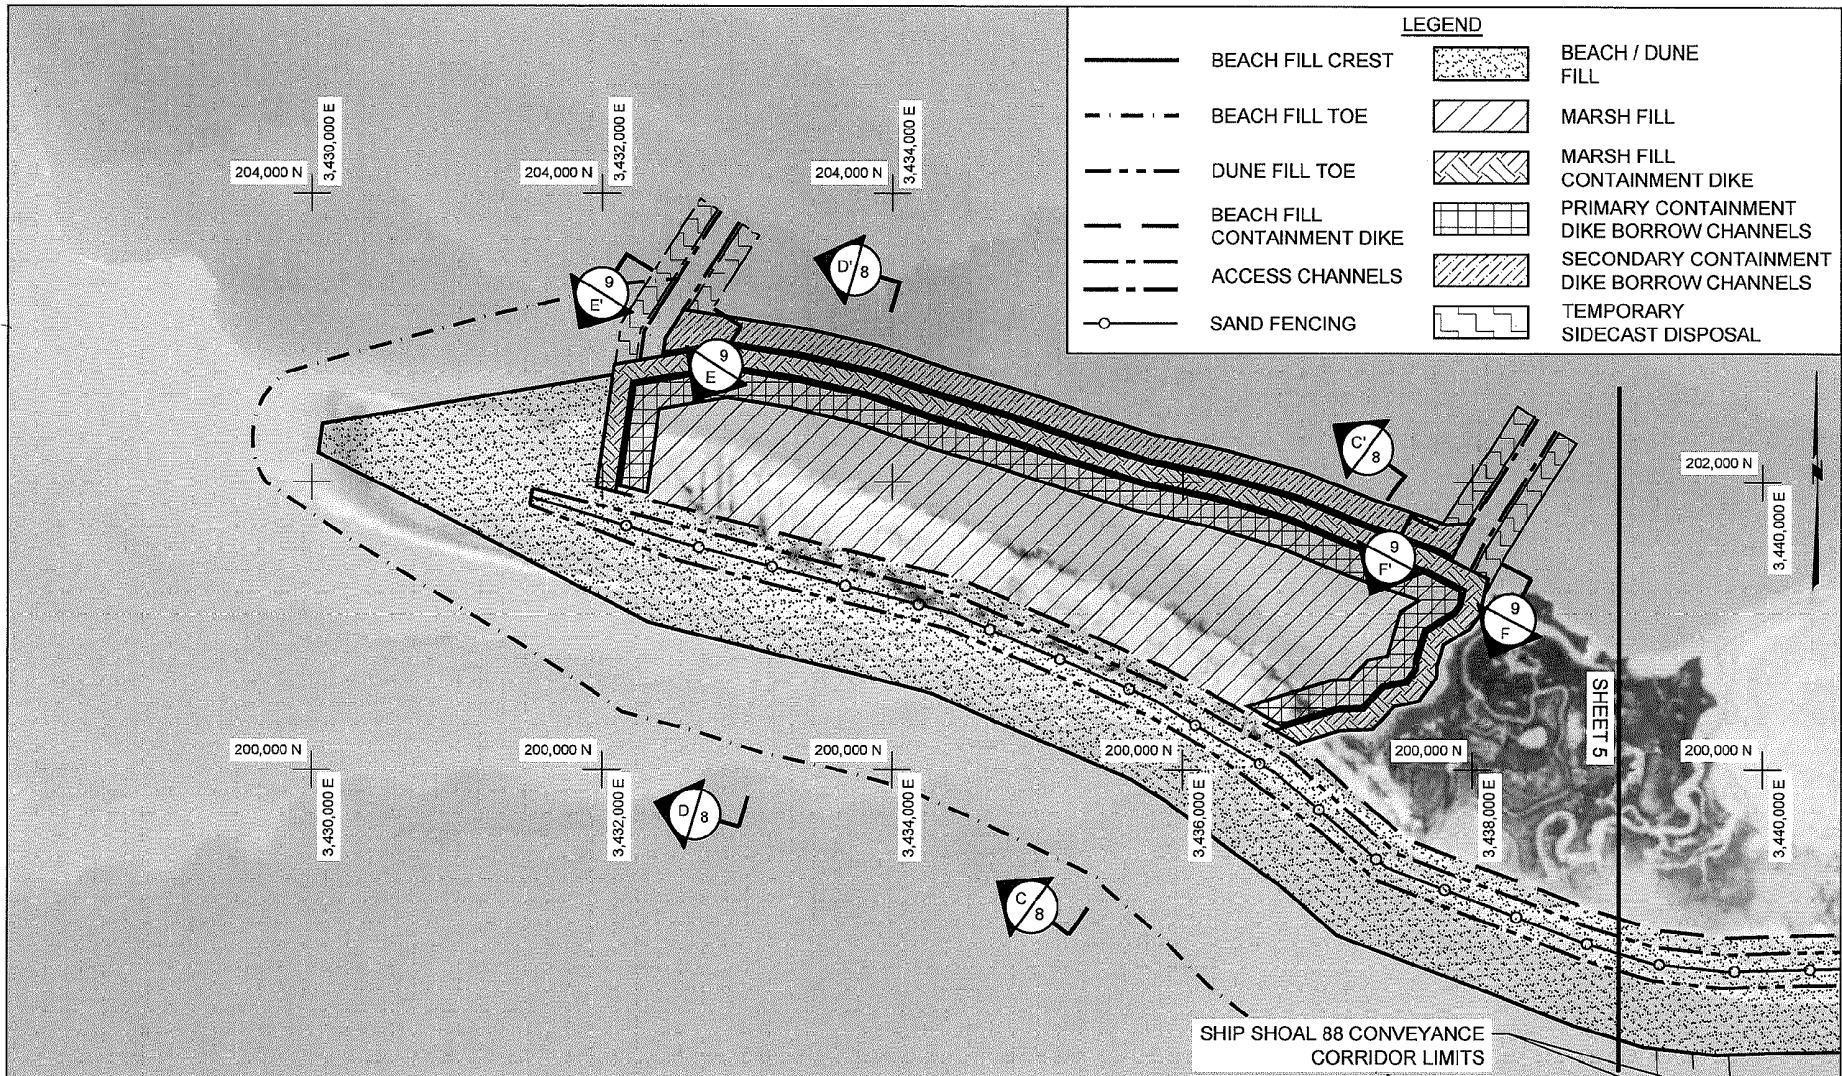 LEGEND
BEACH FILL CREST
BEACH FILL TOE
DUNE FILL TOE
BEACH FILL
CONTAINMENT DIKE
ACCESS CHANNELS
SAND FENCING
BEACH / DUNE
FILL
MARSH FILL
MARSH FILL
CONTAINMENT DIKE
PRIMARY CONTAINMENT
DIKE BORROW CHANNELS
SECONDARY CONTAINMENT
DIKE BORROW CHANNELS
TEMPORARY
SIDECAST DISPOSAL
204,000 N
3,430,000 E
204,000 N
3,432,000 E
204,000 N
3,434,000 E
9
E'
D'
8
9
E
C'
8
202,000 N
3,440,000 E
N
9
F'
9
F
SHEET 5
200,000 N
3,430,000 E
200,000 N
3,432,000 E
200,000 N
3,434,000 E
200,000 N
3,436,000 E
200,000 N
3,438,000 E
200,000 N
3,440,000 E
D
8
C
8
SHIP SHOAL 88 CONVEYANCE
CORRIDOR LIMITS